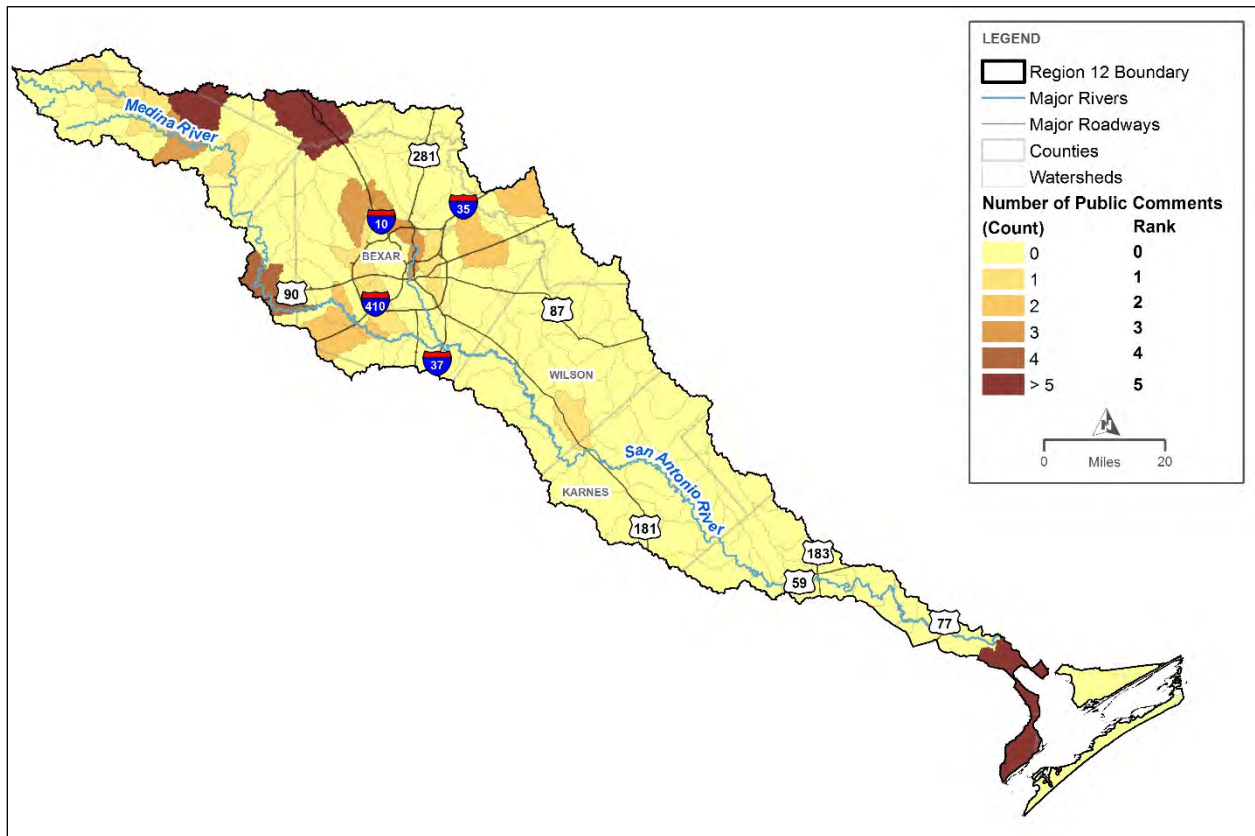 LEGEND
Region 12 Boundary
Major Rivers
Major Roadways
Counties
Watersheds
Number of Public Comments
(Count) Rank
0 0
1 1
2 2
3 3
4 4
> 5 5
N
0 Miles 20
Medina River
281
35
10
BEXAR
90
410
87
37
WILSON
San Antonio River
KARNES
181
183
59
77